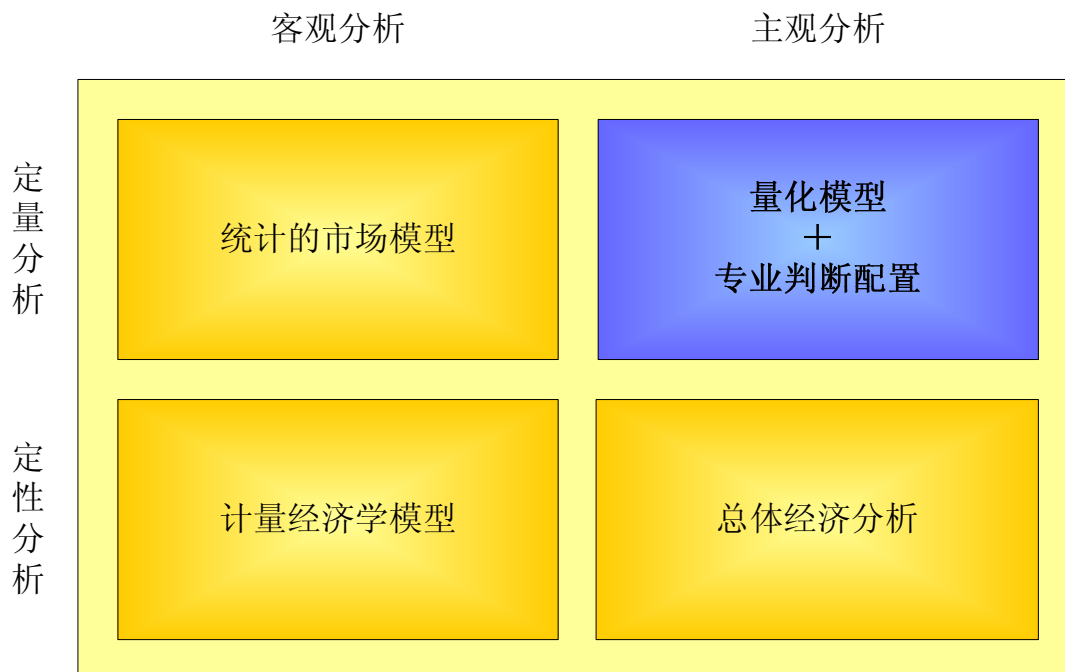 客观分析
主观分析
定量分析
统计的市场模型
量化模型
＋
专业判断配置
定性分析
计量经济学模型
总体经济分析